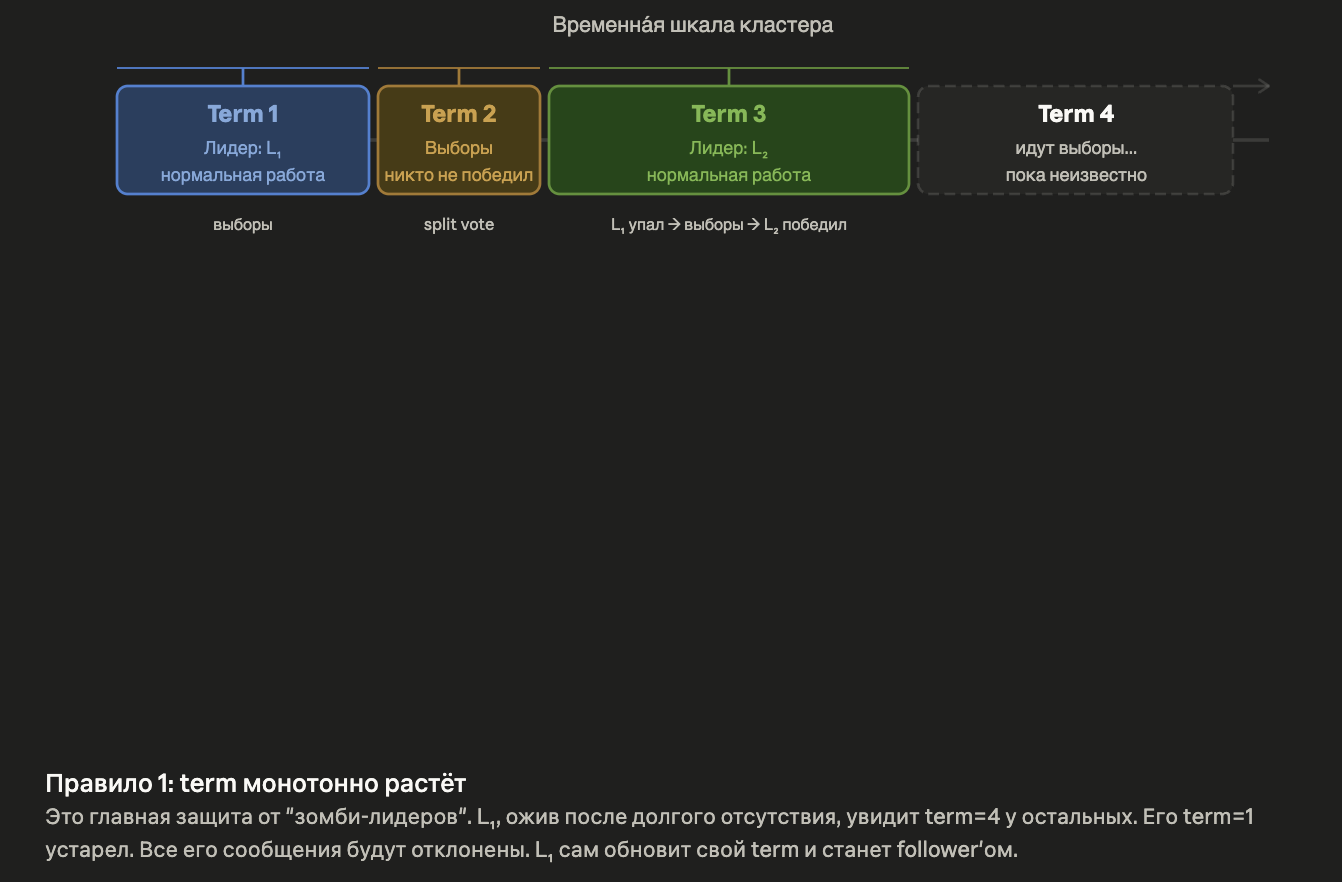 Временна́я шкала кластера
Term 1
Лидер: L₁
нормальная работа
выборы
Term 2
Выборы
никто не победил
split vote
Term 3
Лидер: L₂
нормальная работа
L₁ упал → выборы → L₂ победил
Term 4
идут выборы...
пока неизвестно
Правило 1: term монотонно растёт
Это главная защита от "зомби-лидеров". L₁, ожив после долгого отсутствия, увидит term=4 у остальных. Его term=1
устарел. Все его сообщения будут отклонены. L₁ сам обновит свой term и станет follower'ом.